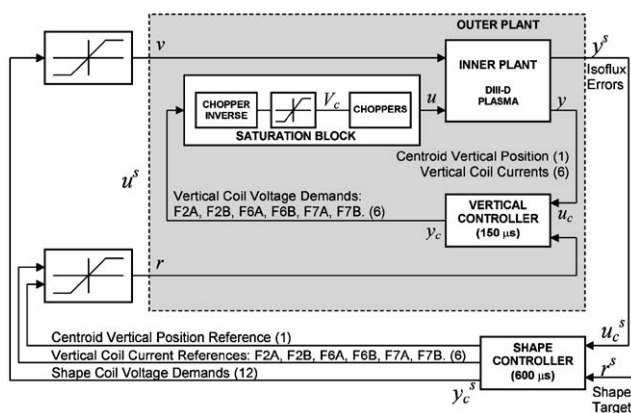 OUTER PLANT
v
y^s
Isoflux
Errors
INNER PLANT
DIII-D
PLASMA
CHOPPER
INVERSE
V_c
CHOPPERS
u
y
SATURATION BLOCK
Centroid Vertical Position (1)
Vertical Coil Currents (6)
u^s
Vertical Coil Voltage Demands:
F2A, F2B, F6A, F6B, F7A, F7B. (6)
VERTICAL
CONTROLLER
(150 μs)
u_c
y_c
r
Centroid Vertical Position Reference (1)
Vertical Coil Current References: F2A, F2B, F6A, F6B, F7A, F7B. (6)
Shape Coil Voltage Demands (12)
u_c^s
SHAPE
CONTROLLER
(600 μs)
r^s
y_c^s
Shape
Target